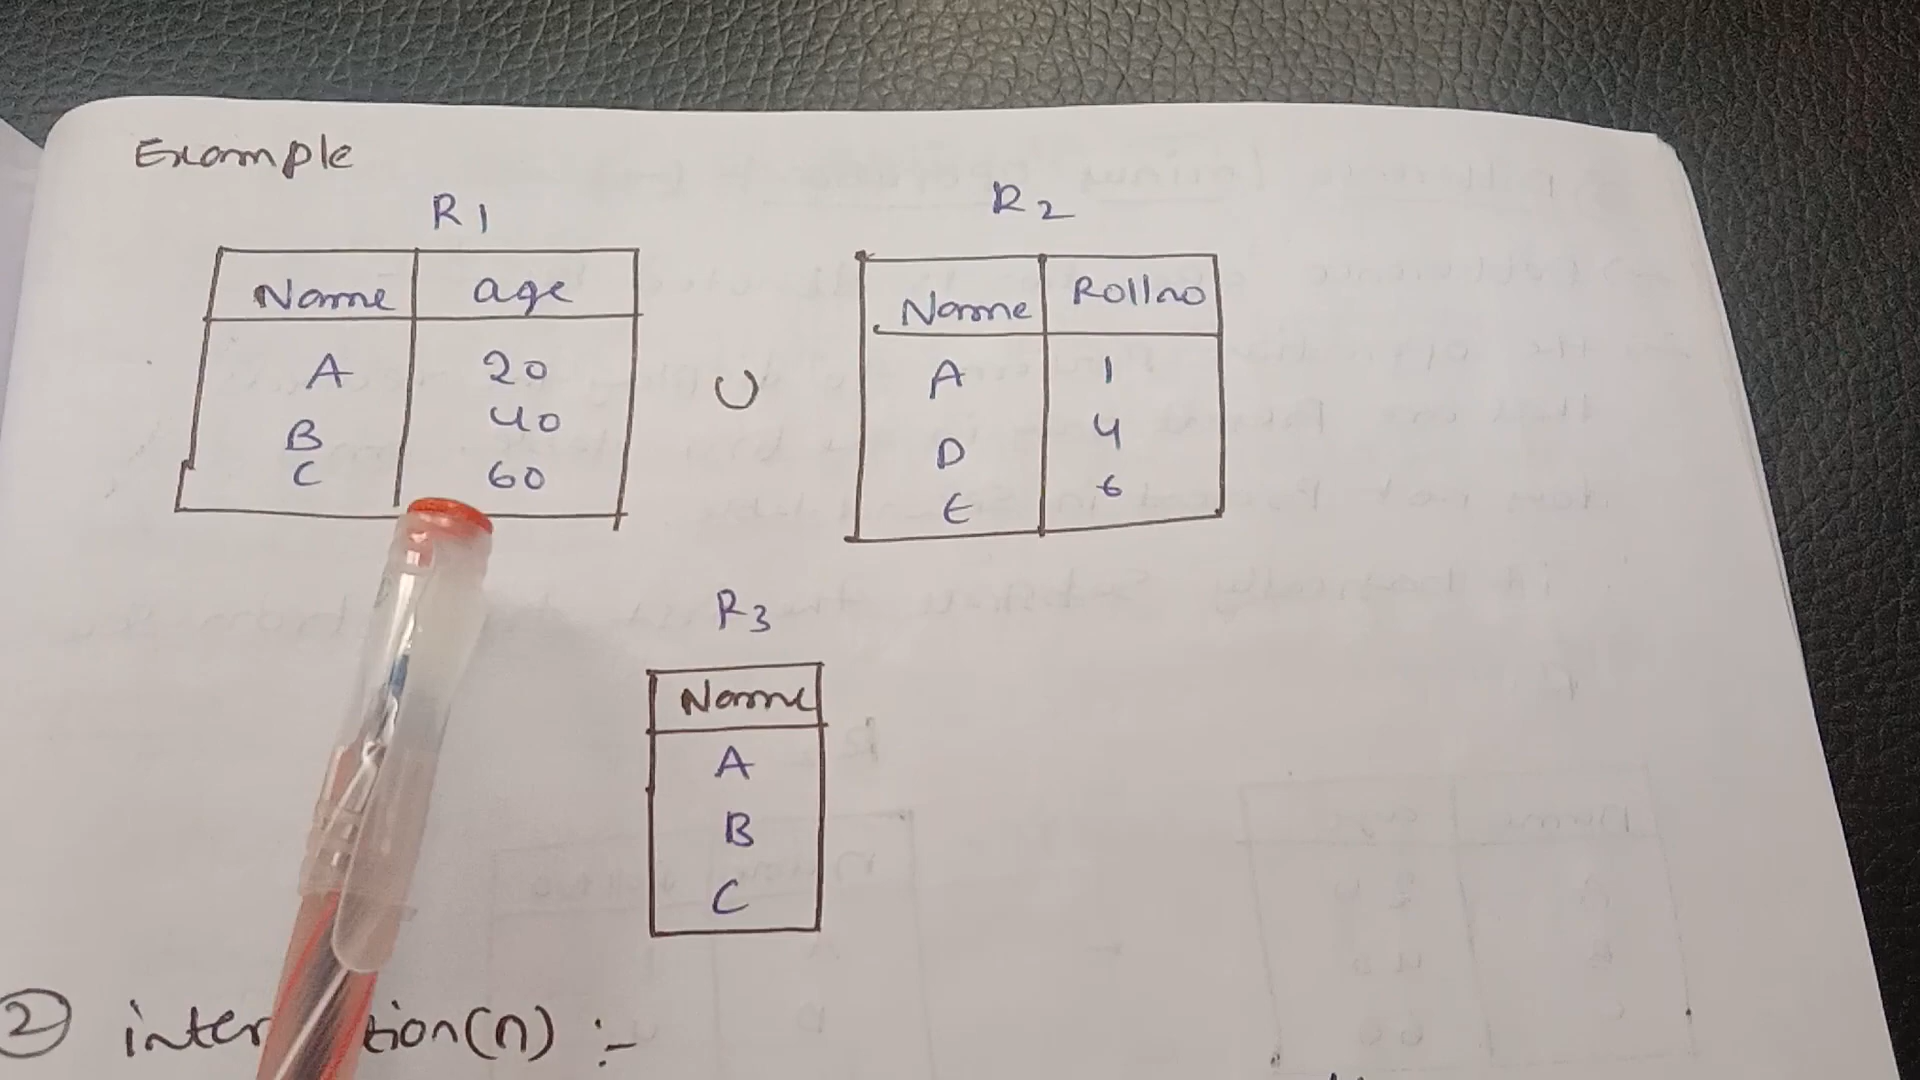 Example
R1
R2
Name age
Name Rollno
A 20
A 1
B 40
D 4
C 60
E 6
U
R3
Name
A
B
C
② (n) :-